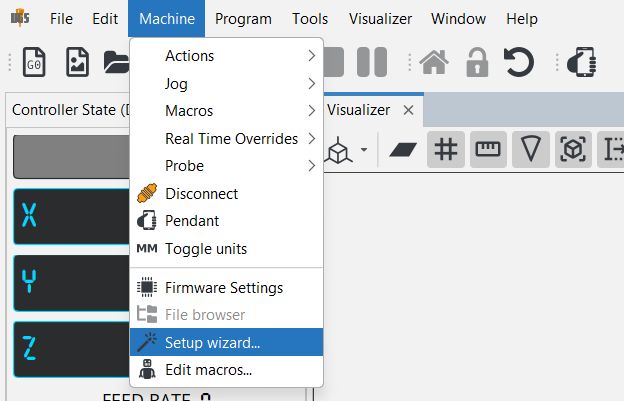 UGS File Edit Machine Program Tools Visualizer Window Help
G0
Actions
Jog
Controller State (D
Visualizer
Macros
Real Time Overrides
Probe
Disconnect
X
Pendant
MM Toggle units
Y
Firmware Settings
File browser
Z
Setup wizard...
Edit macros...
FEED RATE 0